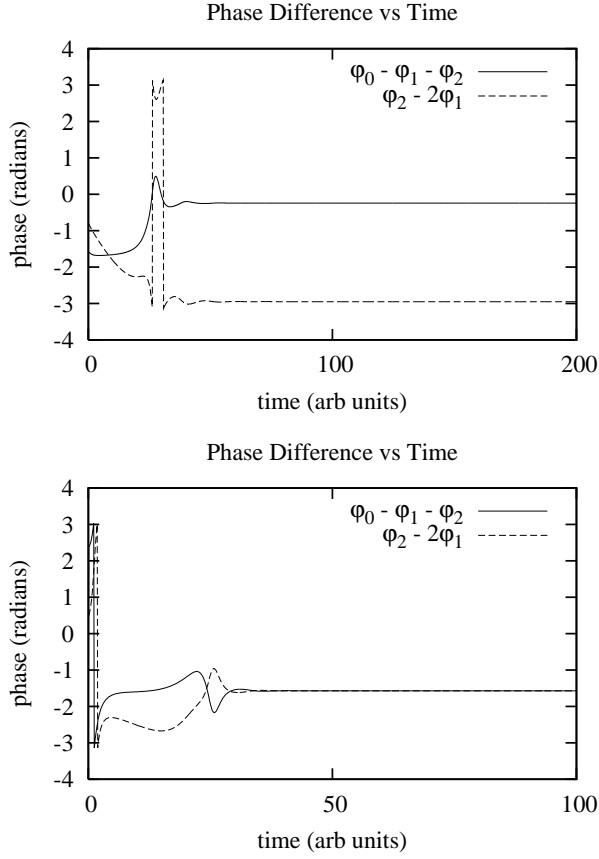 Phase Difference vs Time
4
φ0 - φ1 - φ2
3
φ2 - 2φ1
2
1
0
-1
-2
-3
-4
phase (radians)
0 100 200
time (arb units)
Phase Difference vs Time
4
φ0 - φ1 - φ2
3
φ2 - 2φ1
2
1
0
-1
-2
-3
-4
phase (radians)
0 50 100
time (arb units)